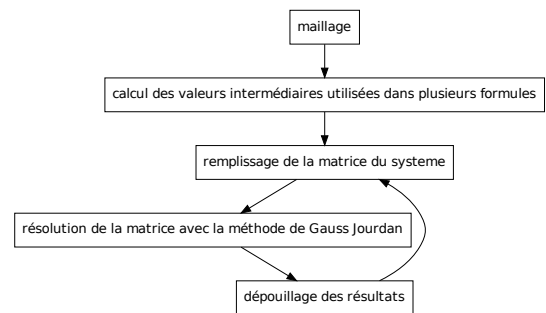 maillage
calcul des valeurs intermédiaires utilisées dans plusieurs formules
remplissage de la matrice du systeme
résolution de la matrice avec la méthode de Gauss Jourdan
dépouillage des résultats